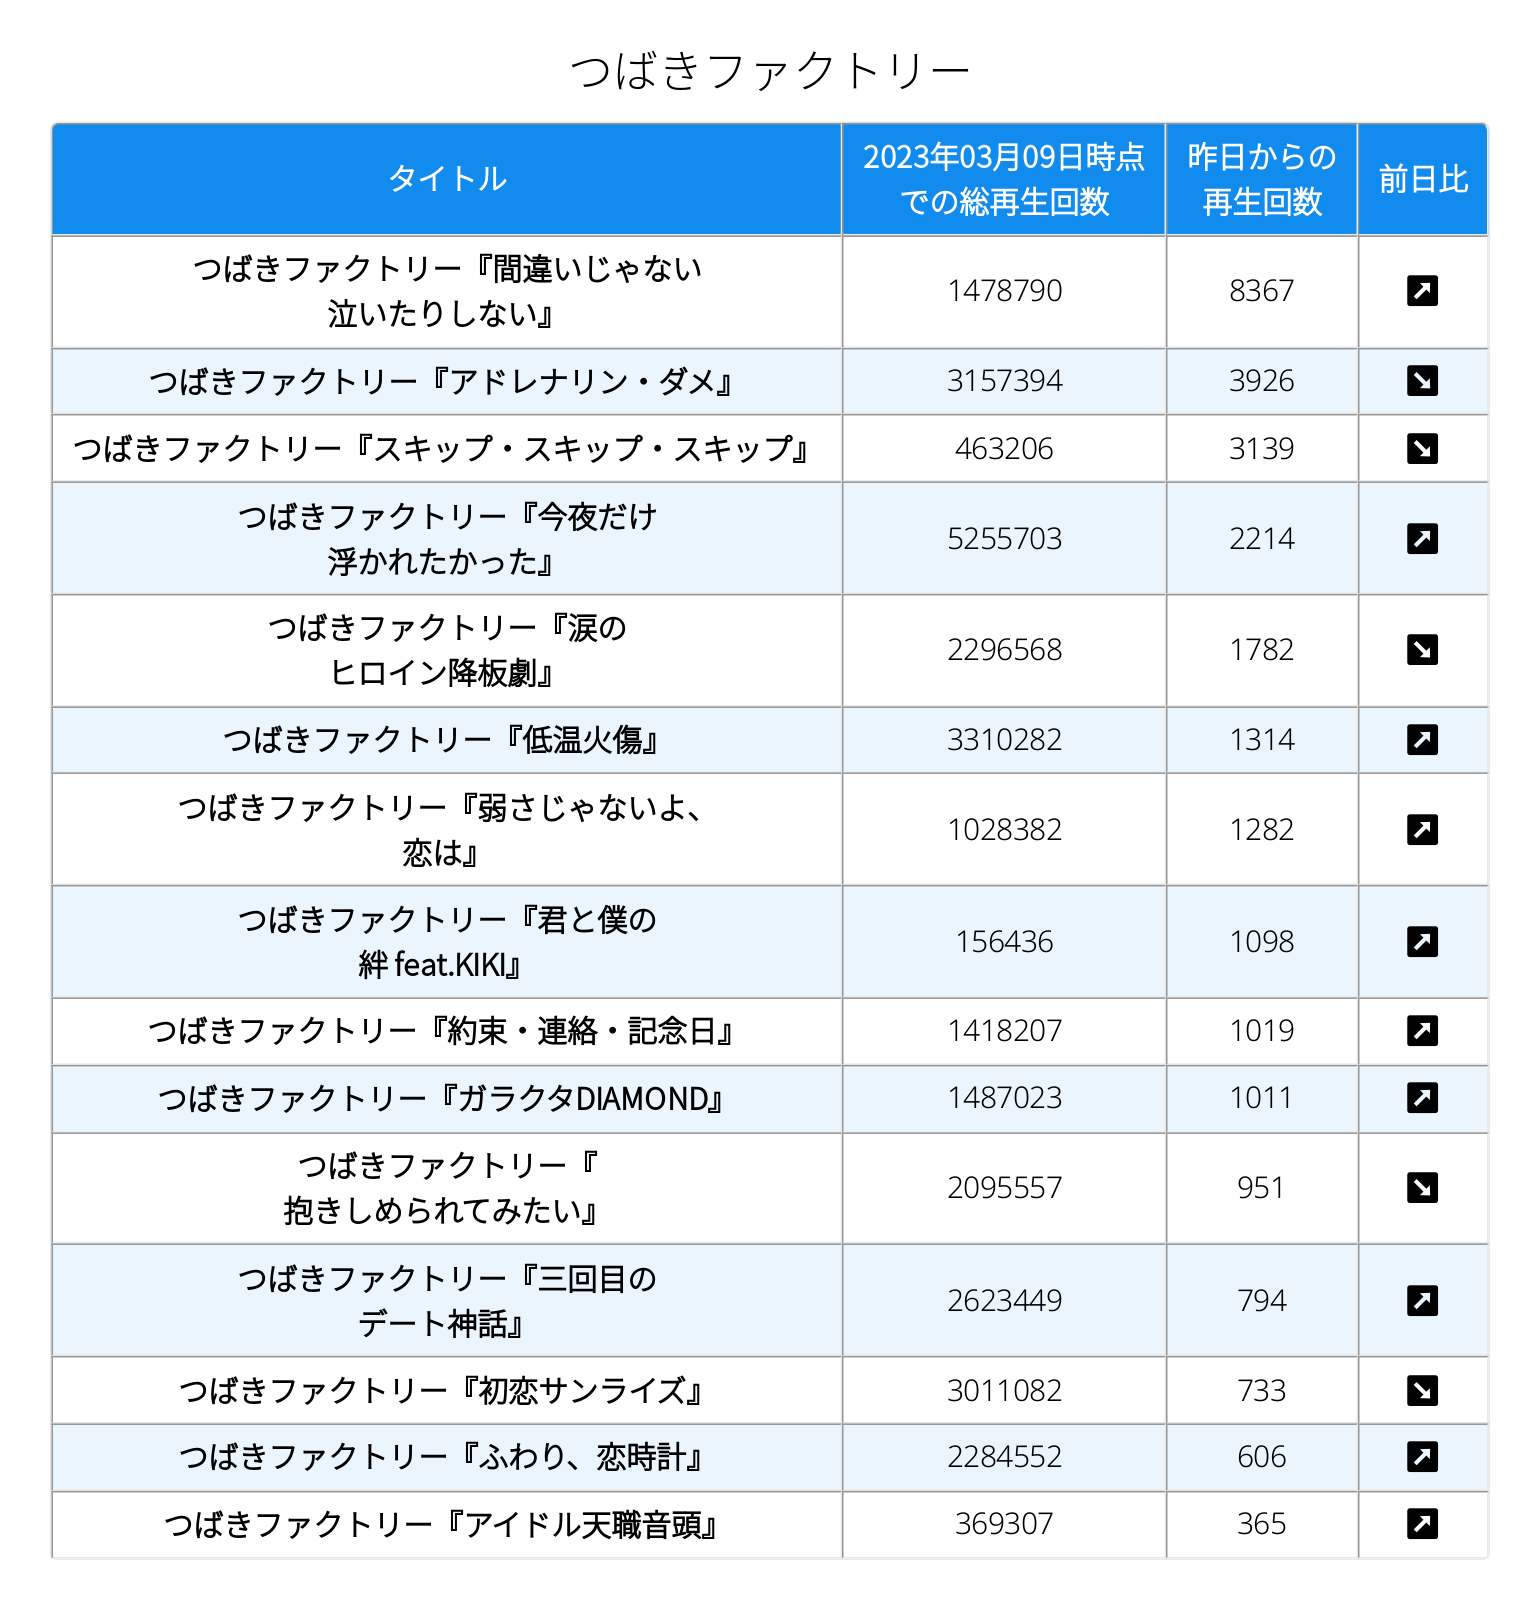 つばきファクトリー
タイトル
2023年03月09日時点
での総再生回数
昨日からの
再生回数
前日比
つばきファクトリー『間違いじゃない
泣いたりしない』
1478790
8367
つばきファクトリー『アドレナリン・ダメ』
3157394
3926
つばきファクトリー『スキップ・スキップ・スキップ』
463206
3139
つばきファクトリー『今夜だけ
浮かれたかった』
5255703
2214
つばきファクトリー『涙の
ヒロイン降板劇』
2296568
1782
つばきファクトリー『低温火傷』
3310282
1314
つばきファクトリー『弱さじゃないよ、
恋は』
1028382
1282
つばきファクトリー『君と僕の
絆 feat.KIKI』
156436
1098
つばきファクトリー『約束・連絡・記念日』
1418207
1019
つばきファクトリー『ガラクタDIAMOND』
1487023
1011
つばきファクトリー『
抱きしめられてみたい』
2095557
951
つばきファクトリー『三回目の
デート神話』
2623449
794
つばきファクトリー『初恋サンライズ』
3011082
733
つばきファクトリー『ふわり、恋時計』
2284552
606
つばきファクトリー『アイドル天職音頭』
369307
365